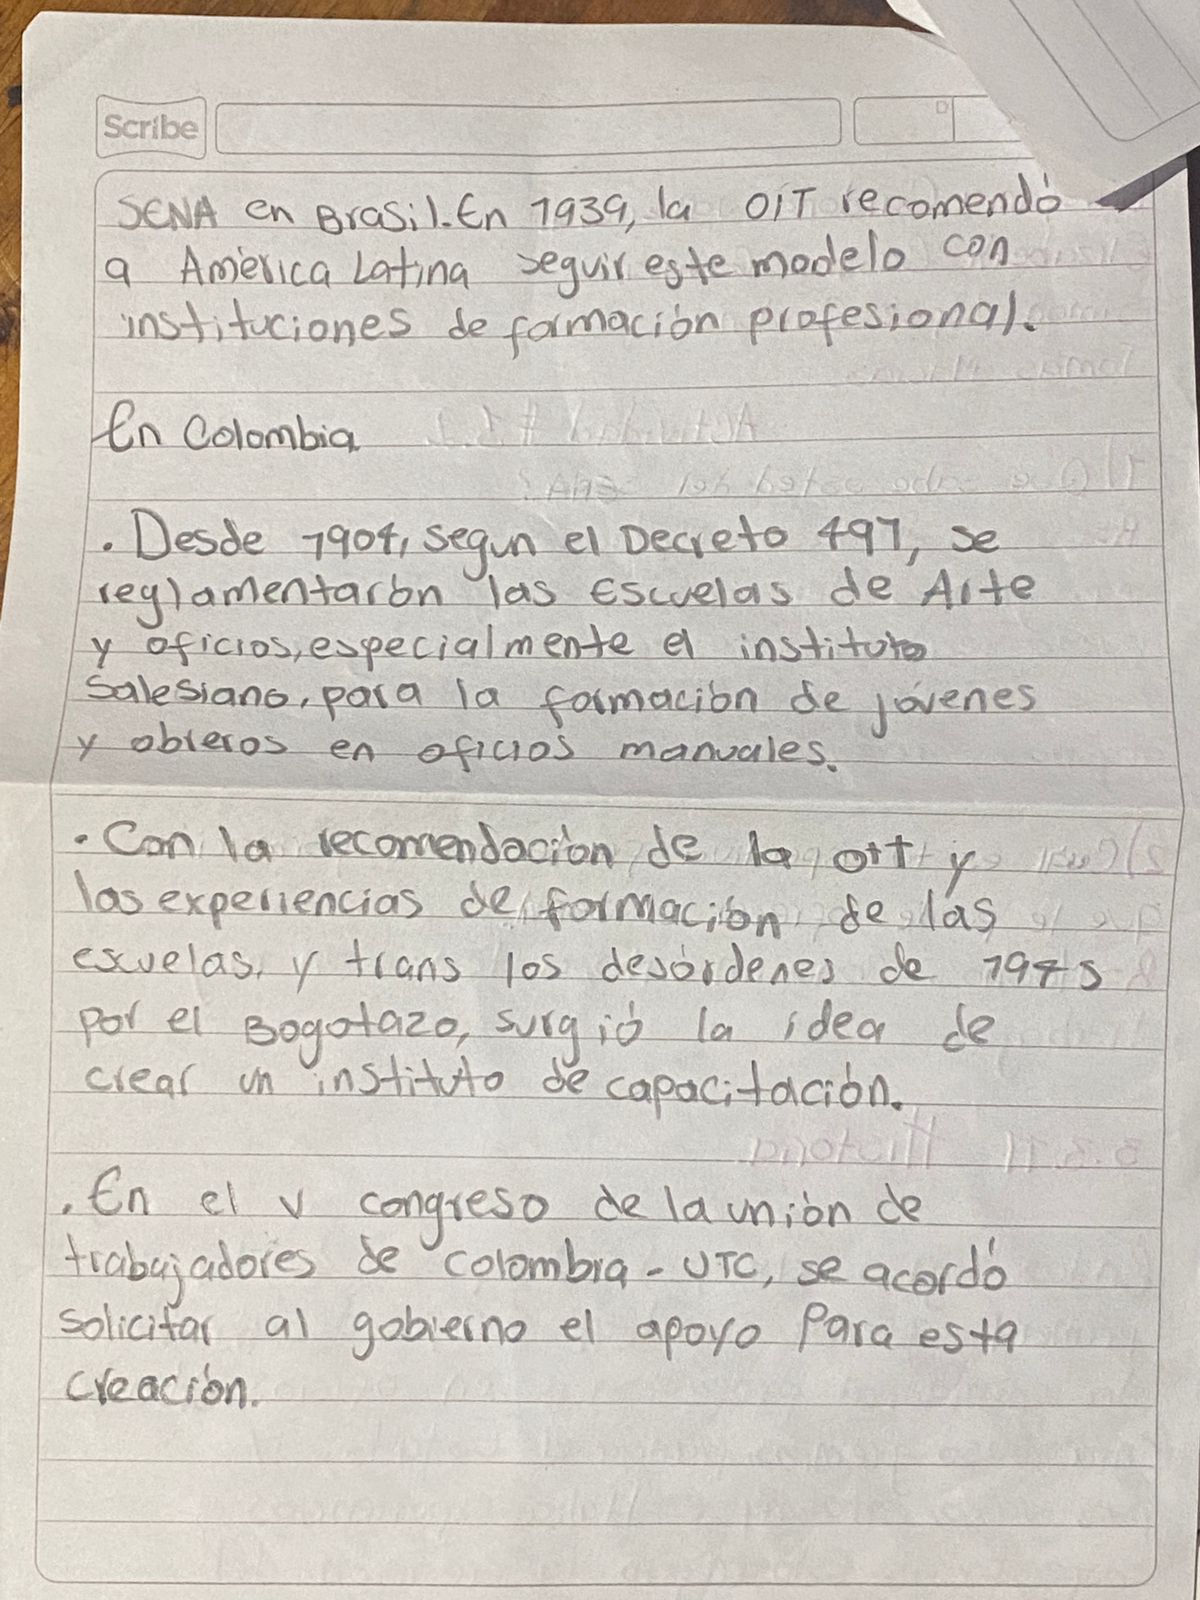 Scribe
D
SENA en Brasil. En 1939, la OIT recomendó
a América Latina seguir este modelo con
instituciones de formación profesional.
En Colombia
. Desde 1904, segun el Decreto 497, se
reglamentarón las Escuelas de Arte
y oficios, especialmente el instituto
Salesiano, para la formación de jóvenes
y obreros en oficios manuales.
. Con la recomendación de la OIT y
las experiencias de formación de las
escuelas, y trans los desórdenes de
por el Bogotazo, surgió la idea de
crear un instituto de capacitación.
. En el V congreso de la unión de
trabajadores de Colombia - UTC, se acordó
solicitar al gobierno el apoyo Para esta
creación.